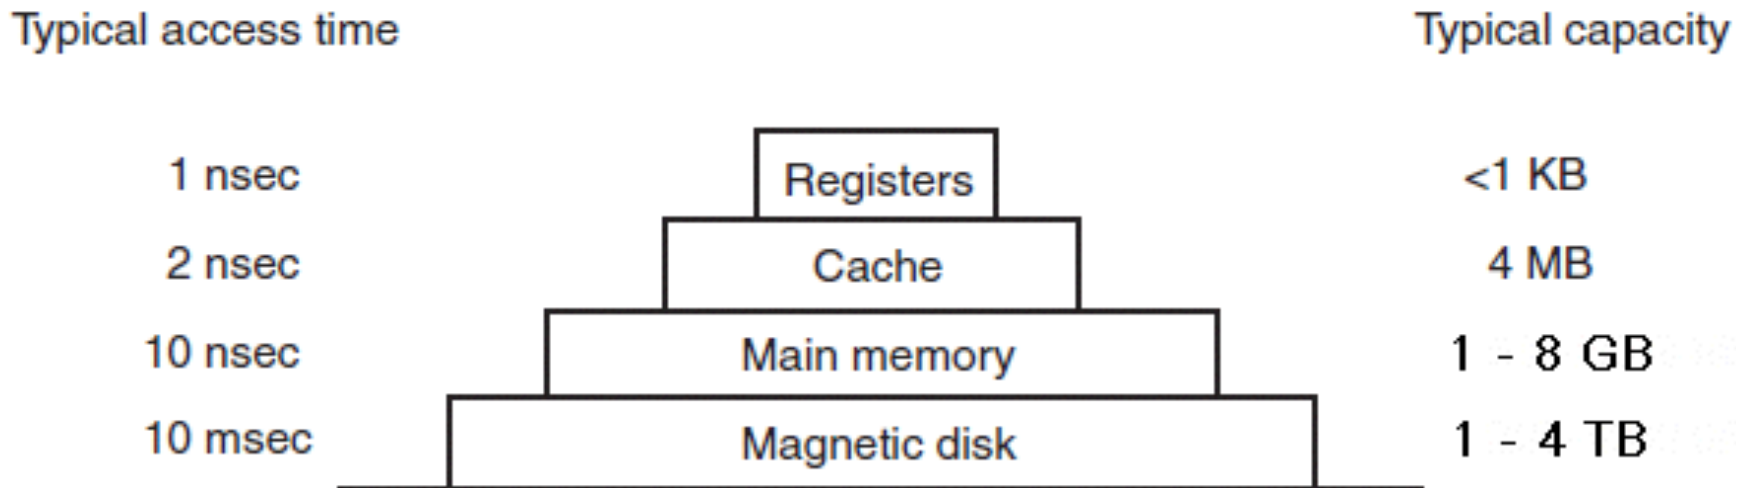 Typical access time Typical capacity
1 nsec Registers <1 KB
2 nsec Cache 4 MB
10 nsec Main memory 1 - 8 GB
10 msec Magnetic disk 1 - 4 TB